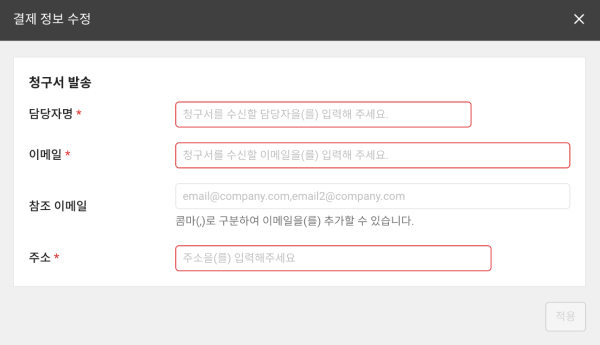 결제 정보 수정
청구서 발송
담당자명 *
청구서를 수신할 담당자을(를) 입력해 주세요.
이메일 *
청구서를 수신할 이메일을(를) 입력해 주세요.
참조 이메일
email@company.com,email2@company.com
콤마(,)로 구분하여 이메일을(를) 추가할 수 있습니다.
주소 *
주소을(를) 입력해주세요
적용